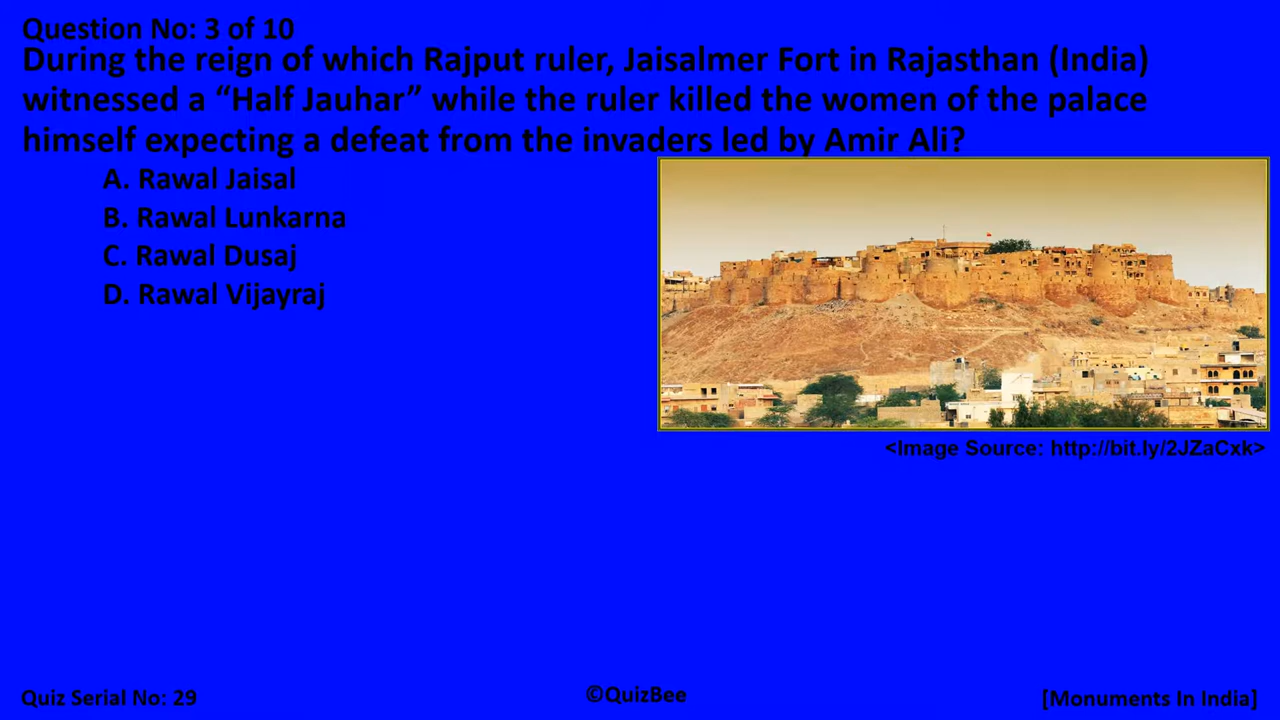 Question No: 3 of 10
During the reign of which Rajput ruler, Jaisalmer Fort in Rajasthan (India)
witnessed a “Half Jauhar” while the ruler killed the women of the palace
himself expecting a defeat from the invaders led by Amir Ali?
A. Rawal Jaisal
B. Rawal Lunkarna
C. Rawal Dusaj
D. Rawal Vijayraj
<Image Source: http://bit.ly/2JZaCxk>
Quiz Serial No: 29
©QuizBee
[Monuments In India]